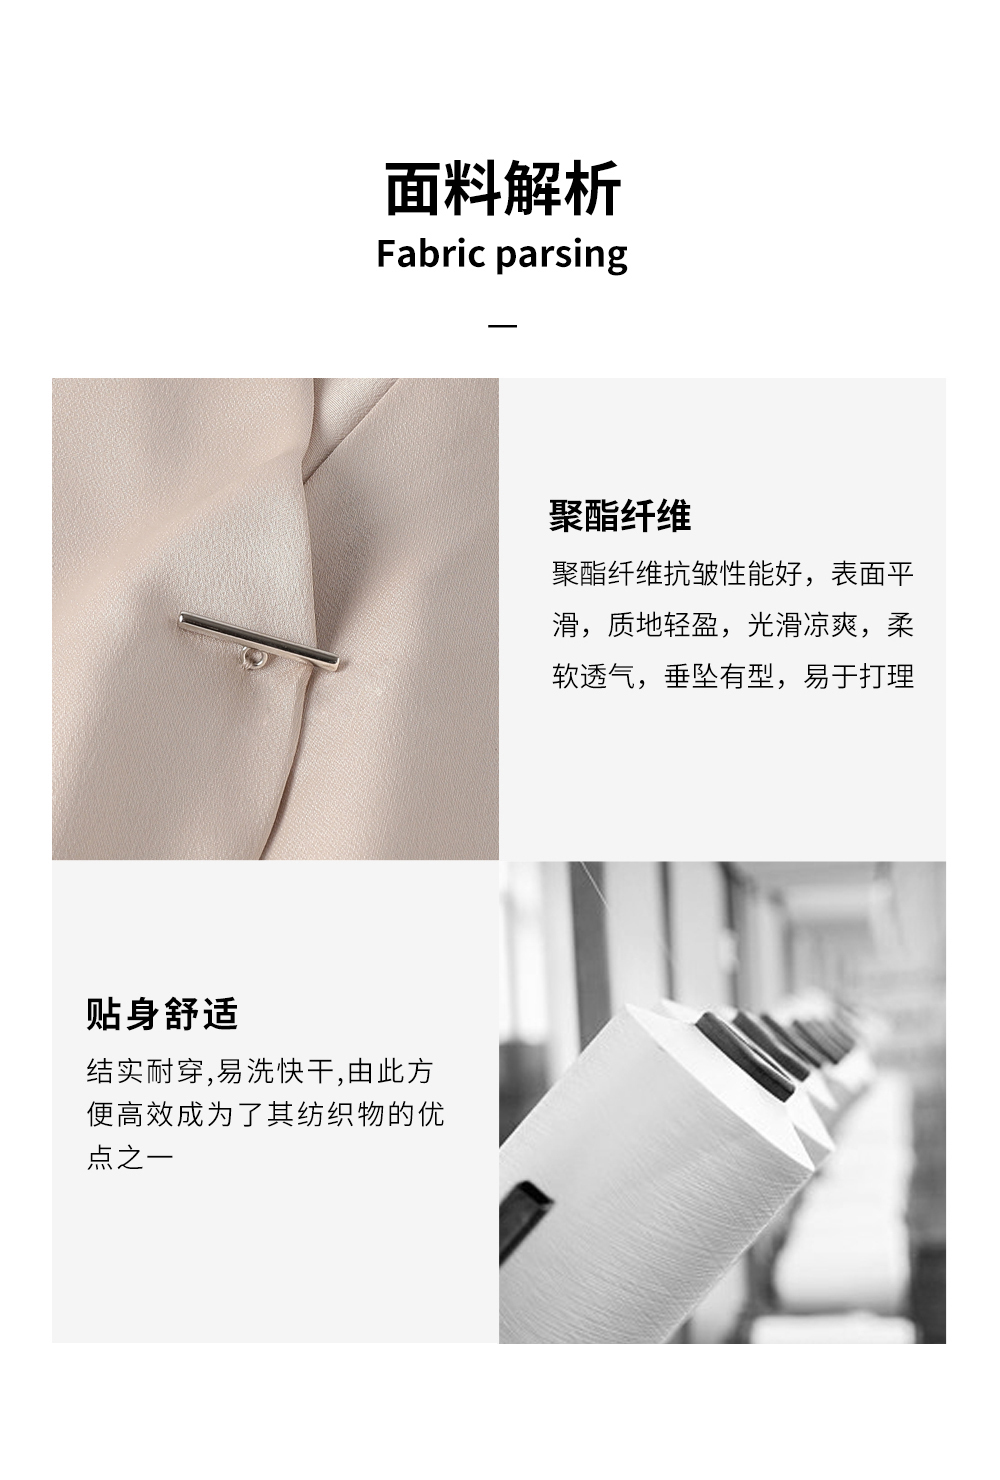 面料解析
Fabric parsing
聚酯纤维
聚酯纤维抗皱性能好，表面平
滑，质地轻盈，光滑凉爽，柔
软透气，垂坠有型，易于打理
贴身舒适
结实耐穿,易洗快干,由此方
便高效成为了其纺织物的优
点之一